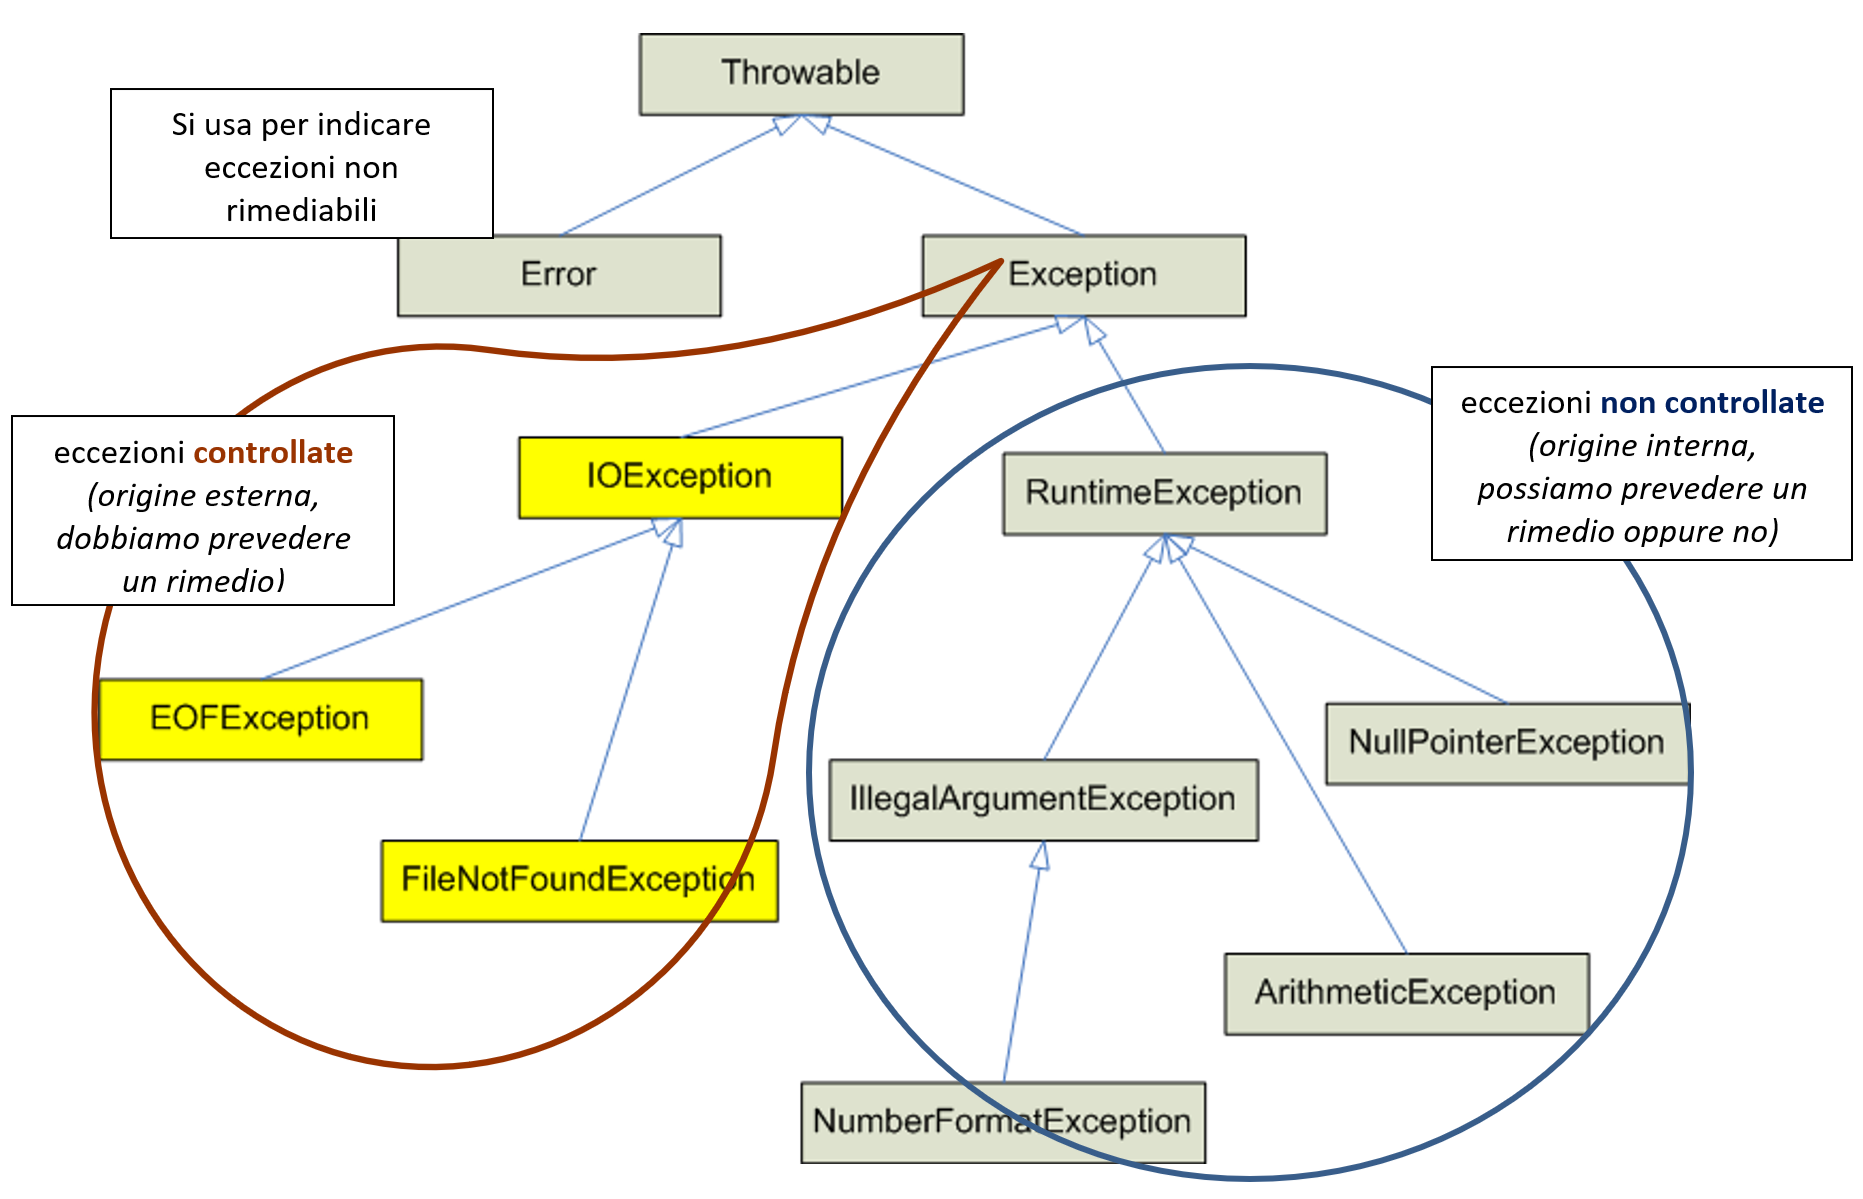 Throwable
Si usa per indicare
eccezioni non
rimediabili
Error
Exception
eccezioni controllate
(origine esterna,
dobbiamo prevedere
un rimedio)
eccezioni non controllate
(origine interna,
possiamo prevedere un
rimedio oppure no)
IOException
RuntimeException
EOFException
NullPointerException
IllegalArgumentException
FileNotFoundException
ArithmeticException
NumberFormatException